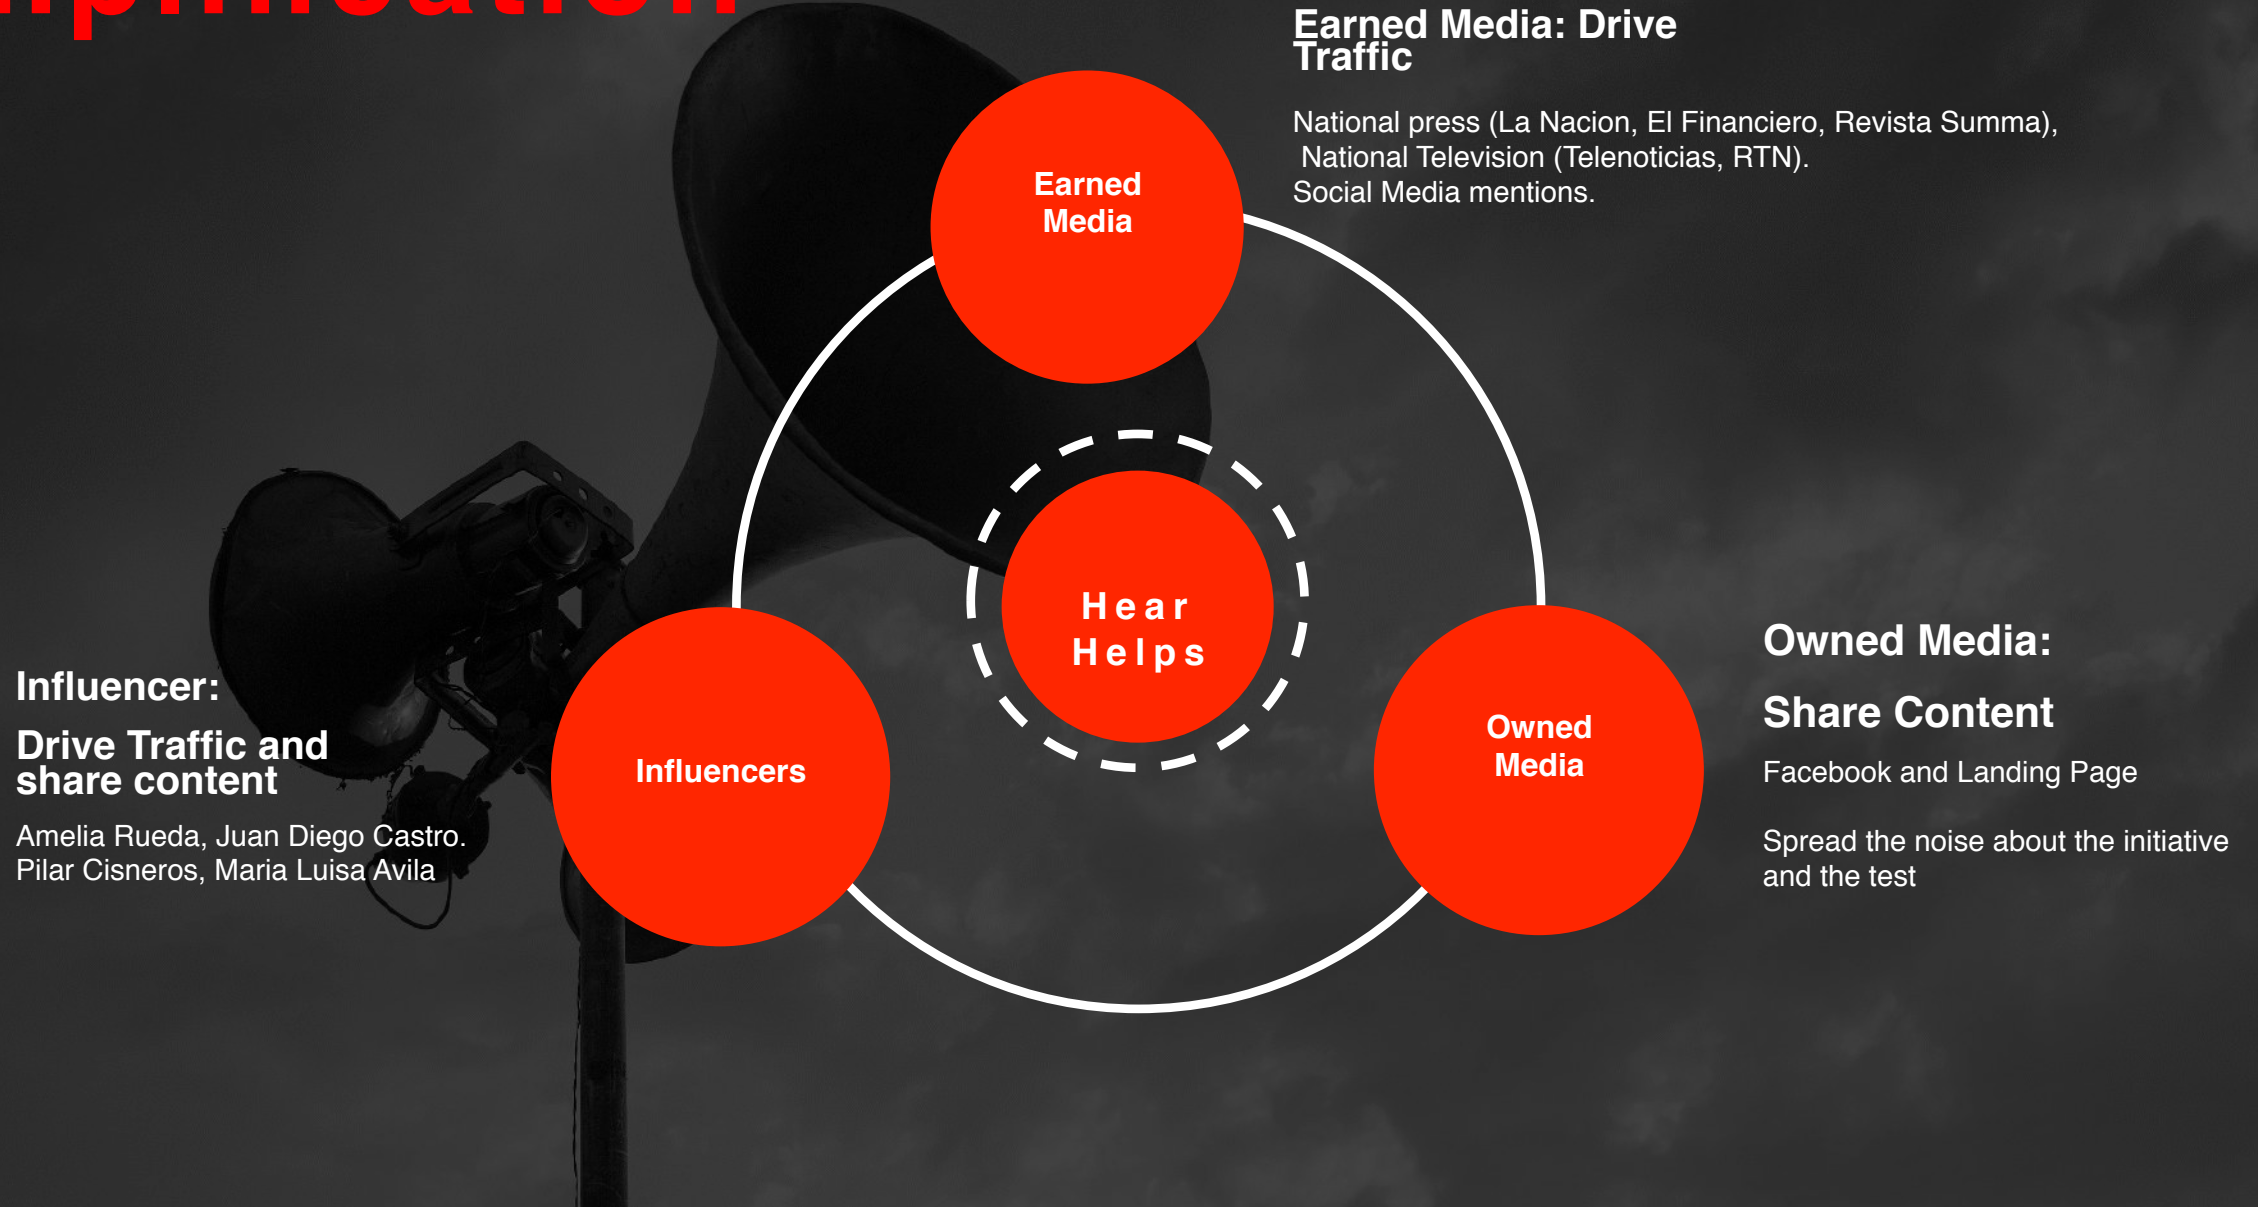 Earned Media: Drive
Traffic
National press (La Nacion, El Financiero, Revista Summa),
National Television (Telenoticias, RTN).
Social Media mentions.
Earned
Media
Hear
Helps
Influencers
Owned
Media
Influencer:
Drive Traffic and
share content
Amelia Rueda, Juan Diego Castro.
Pilar Cisneros, Maria Luisa Avila
Owned Media:
Share Content
Facebook and Landing Page
Spread the noise about the initiative
and the test